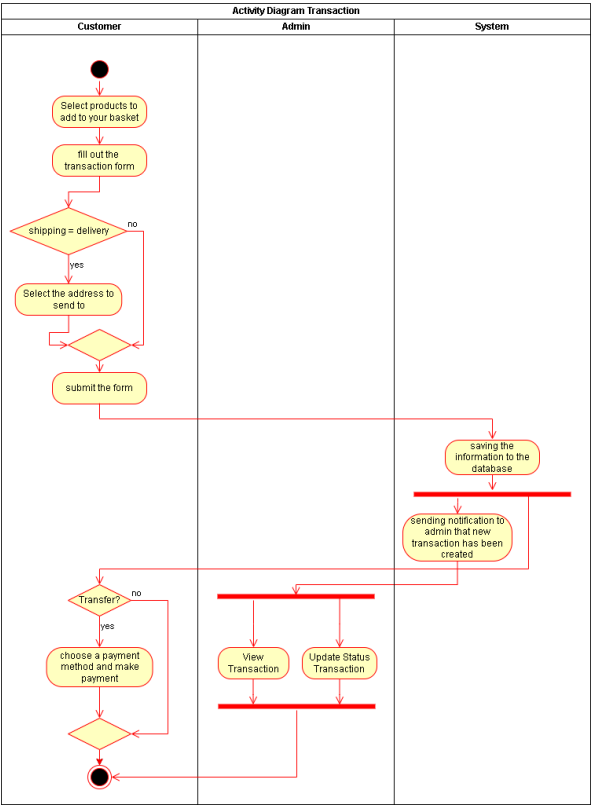 Activity Diagram Transaction
Customer
Admin
System
Select products to
add to your basket
fill out the
transaction form
shipping = delivery
no
yes
Select the address to
send to
submit the form
saving the
information to the
database
sending notification to
admin that new
transaction has been
created
Transfer?
no
yes
choose a payment
method and make
payment
View
Transaction
Update Status
Transaction